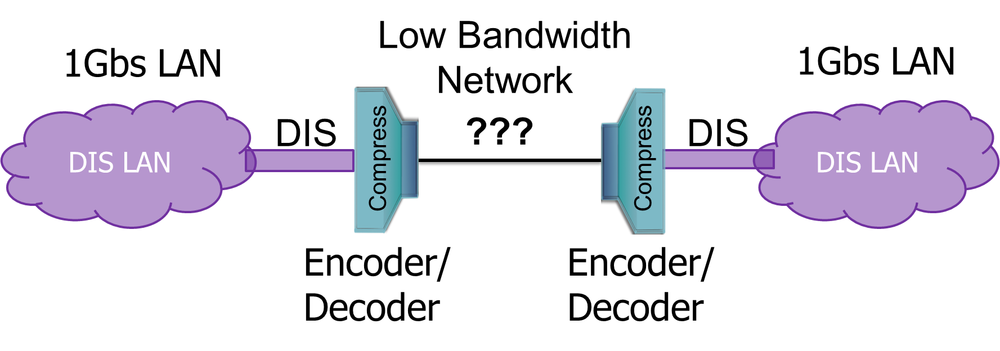 Low Bandwidth
Network
???
1Gbs LAN
1Gbs LAN
DIS LAN
DIS
Compress
Compress
DIS
DIS LAN
Encoder/
Decoder
Encoder/
Decoder